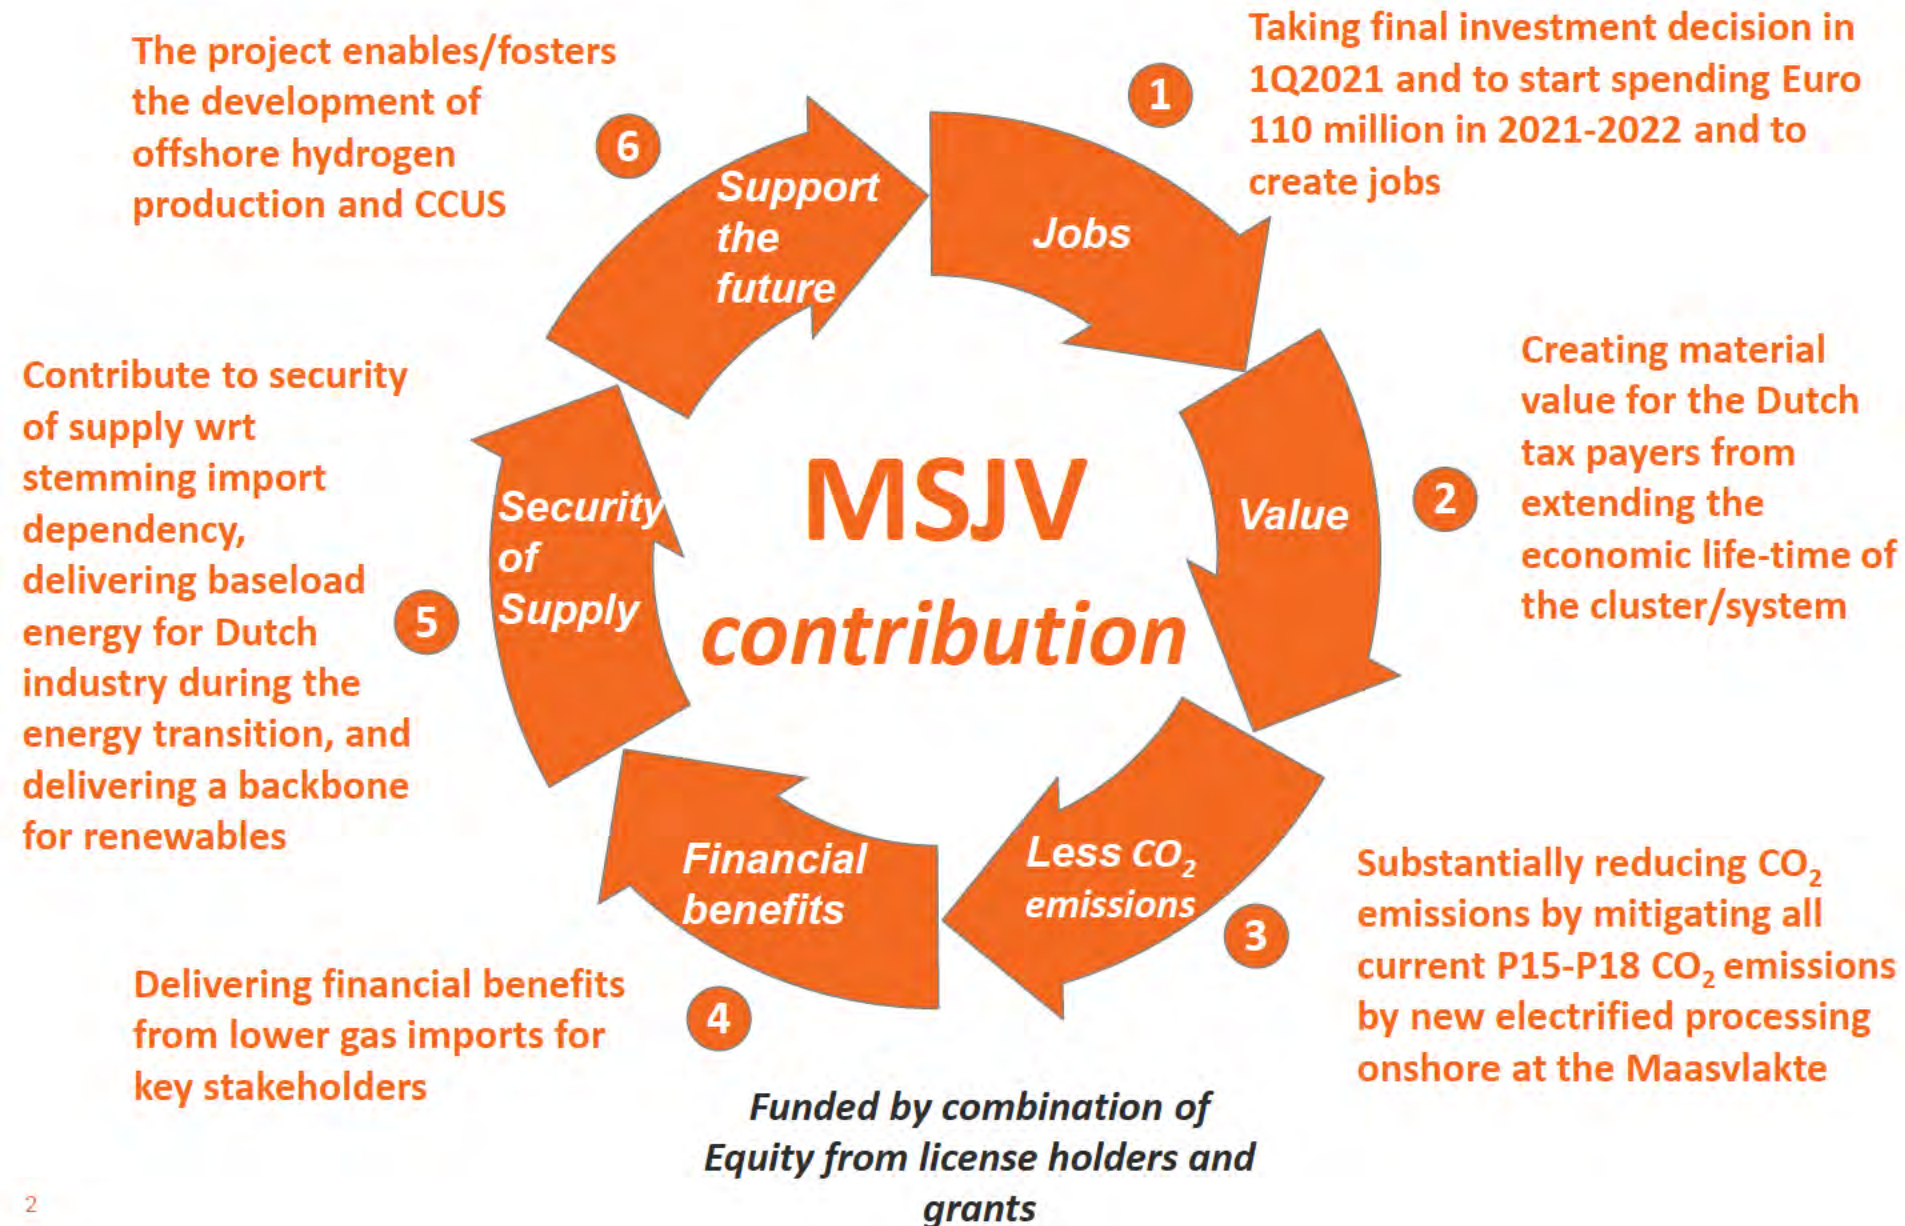 The project enables/fosters
the development of
offshore hydrogen
production and CCUS
6
Support
the
future
1
Taking final investment decision in
1Q2021 and to start spending Euro
110 million in 2021-2022 and to
create jobs
Jobs
Creating material
value for the Dutch
tax payers from
extending the
economic life-time of
the cluster/system
2
Value
Contribute to security
of supply wrt
stemming import
dependency,
delivering baseload
energy for Dutch
industry during the
energy transition, and
delivering a backbone
for renewables
5
Security
of
Supply
MSJV
contribution
Less CO₂
emissions
3
Substantially reducing CO₂
emissions by mitigating all
current P15-P18 CO₂ emissions
by new electrified processing
onshore at the Maasvlakte
Financial
benefits
4
Delivering financial benefits
from lower gas imports for
key stakeholders
Funded by combination of
Equity from license holders and
grants
2